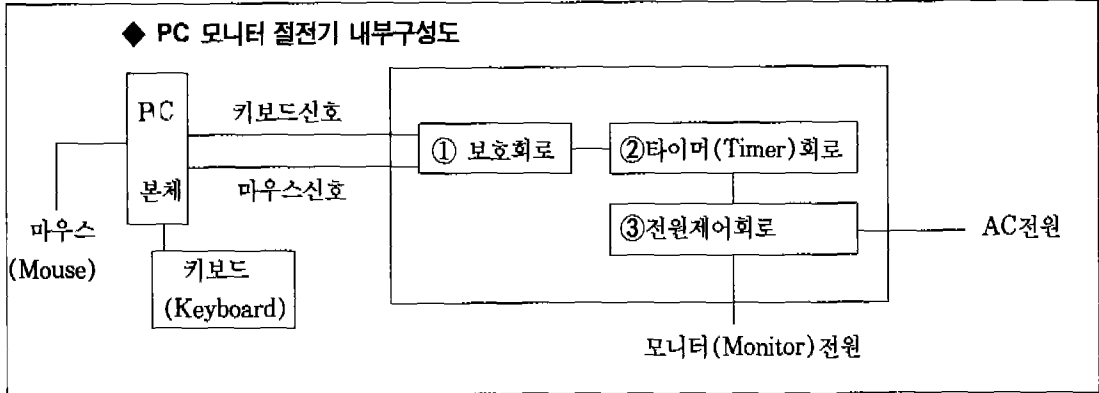 ◆ PC 모니터 절전기 내부구성도
PC
본체
키보드신호
마우스신호
① 보호회로
②타이머(Timer)회로
③전원제어회로
AC전원
마우스
(Mouse)
키보드
(Keyboard)
모니터(Monitor)전원